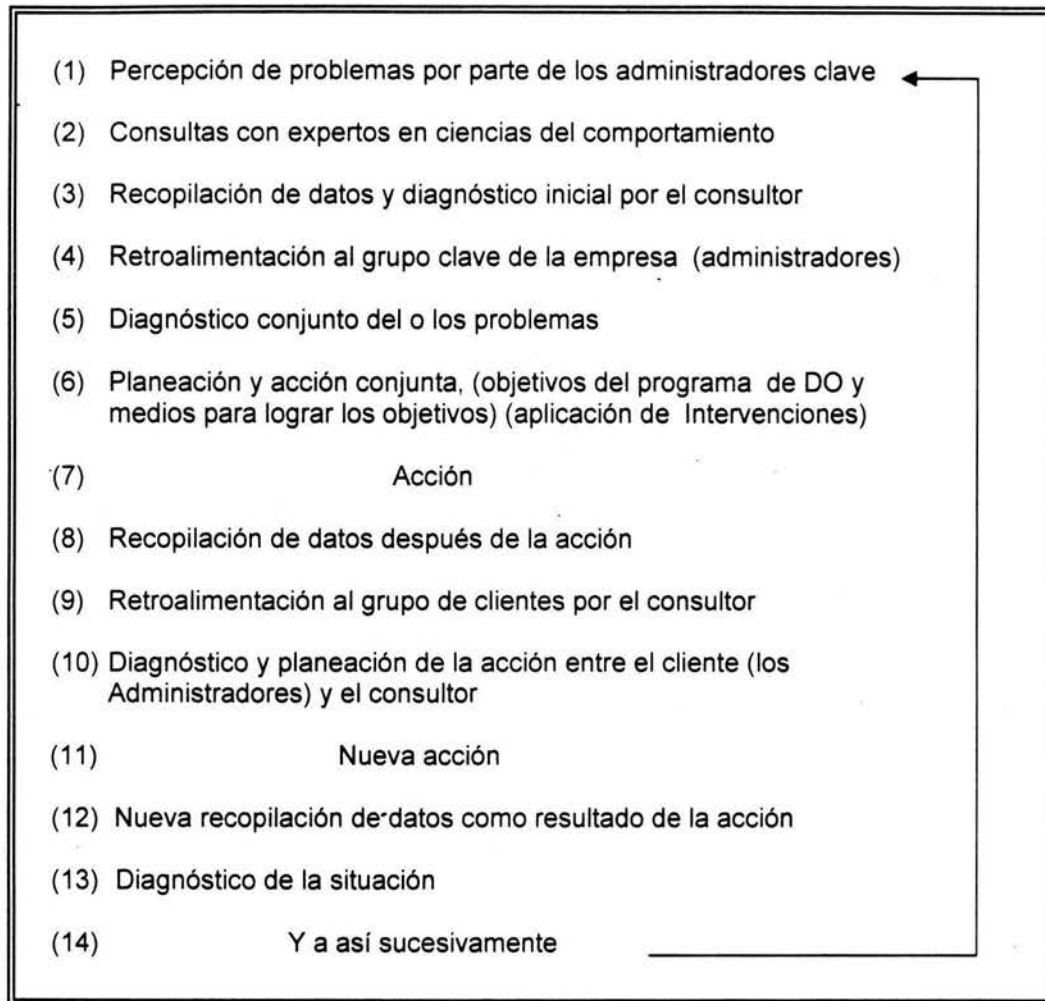 (1) Percepción de problemas por parte de los administradores clave
(2) Consultas con expertos en ciencias del comportamiento
(3) Recopilación de datos y diagnóstico inicial por el consultor
(4) Retroalimentación al grupo clave de la empresa (administradores)
(5) Diagnóstico conjunto del o los problemas
(6) Planeación y acción conjunta, (objetivos del programa de DO y
medios para lograr los objetivos) (aplicación de Intervenciones)
(7) Acción
(8) Recopilación de datos después de la acción
(9) Retroalimentación al grupo de clientes por el consultor
(10) Diagnóstico y planeación de la acción entre el cliente (los
Administradores) y el consultor
(11) Nueva acción
(12) Nueva recopilación de datos como resultado de la acción
(13) Diagnóstico de la situación
(14) Y a así sucesivamente